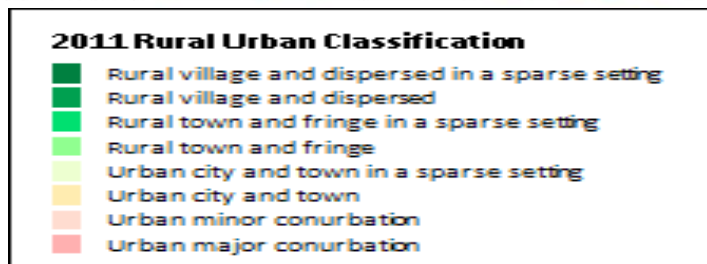 2011 Rural Urban Classification
Rural village and dispersed in a sparse setting
Rural village and dispersed
Rural town and fringe in a sparse setting
Rural town and fringe
Urban city and town in a sparse setting
Urban city and town
Urban minor conurbation
Urban major conurbation